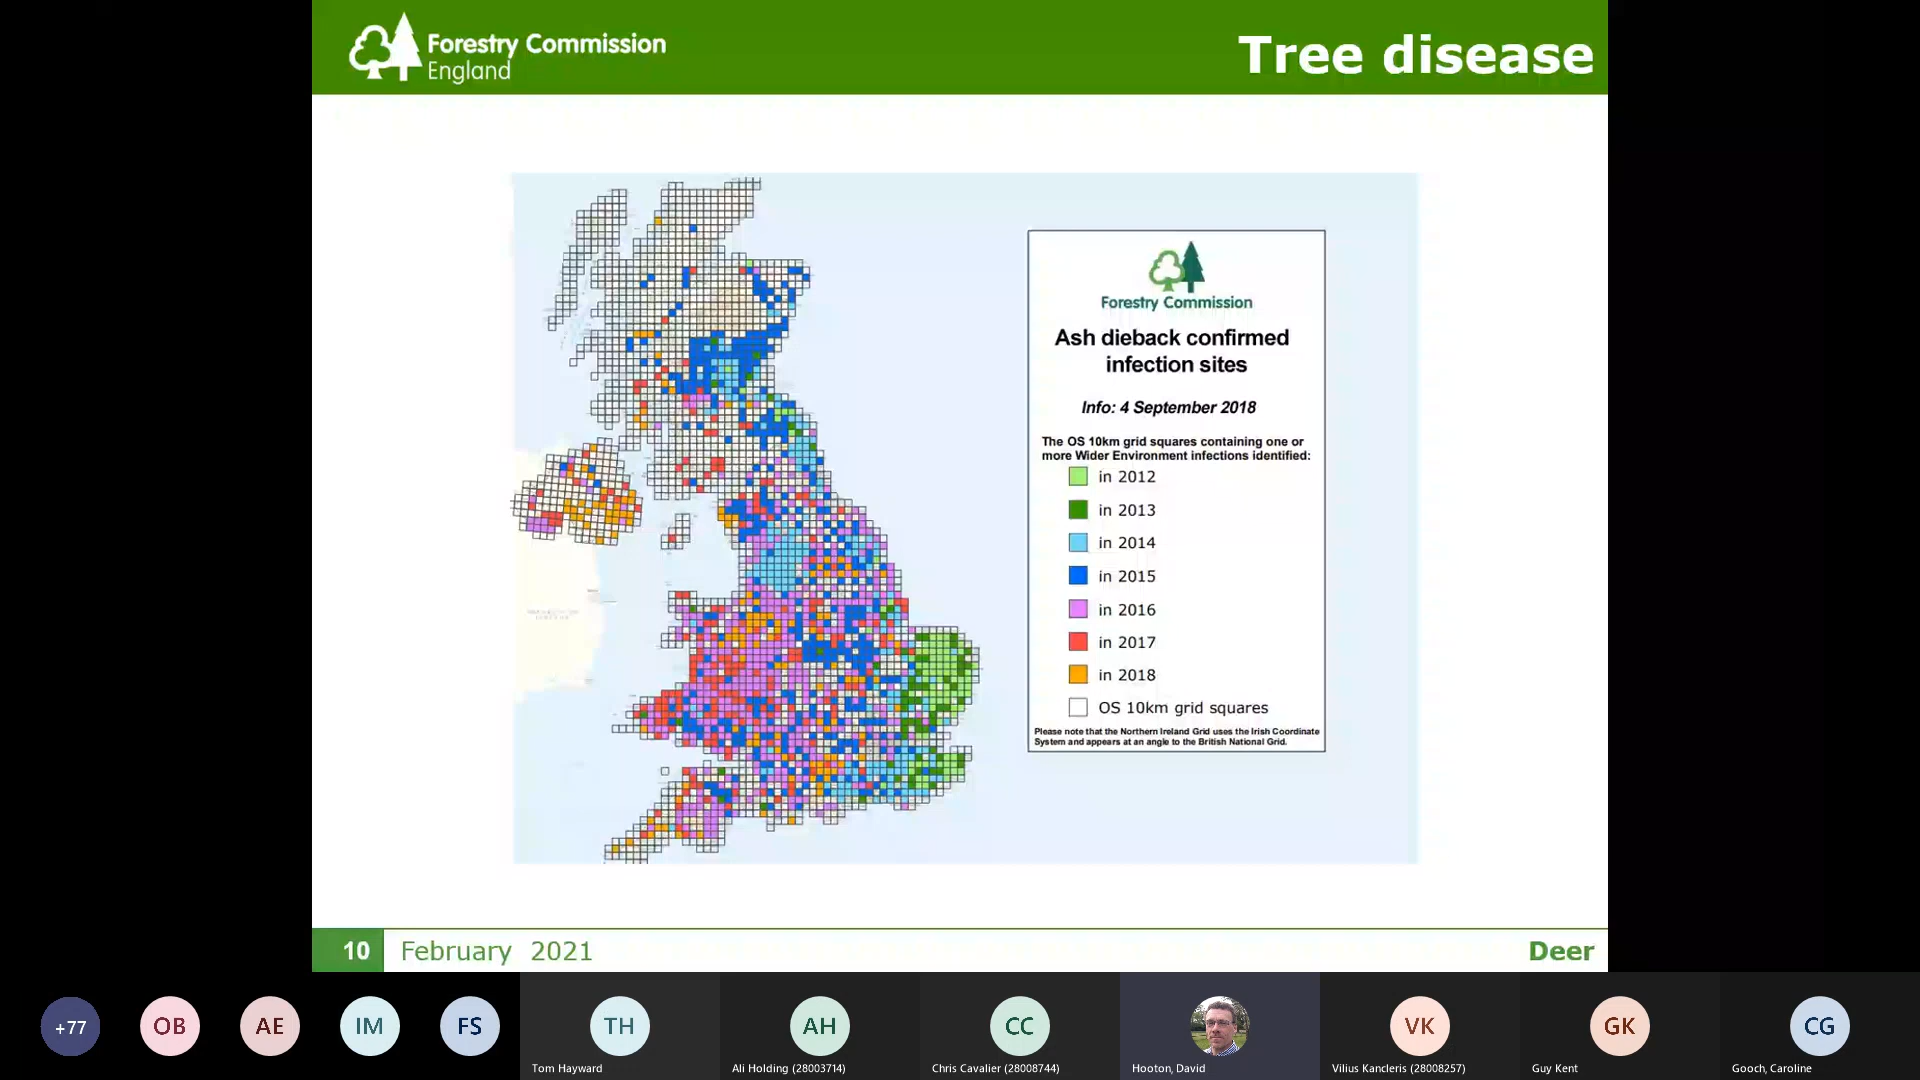 Forestry Commission
England
Tree disease
Forestry Commission
Ash dieback confirmed
infection sites
Info: 4 September 2018
The OS 10km grid squares containing one or
more Wider Environment infections identified:
in 2012
in 2013
in 2014
in 2015
in 2016
in 2017
in 2018
OS 10km grid squares
Please note that the Northern Ireland Grid uses the Irish Coordinate
System and appears at an angle to the British National Grid.
10 February 2021
Deer
+77
OB
AE
IM
FS
TH
Tom Hayward
AH
Ali Holding (28003714)
CC
Chris Cavalier (28008744)
Hooton, David
VK
Vilius Kancleris (28008257)
GK
Guy Kent
CG
Gooch, Caroline